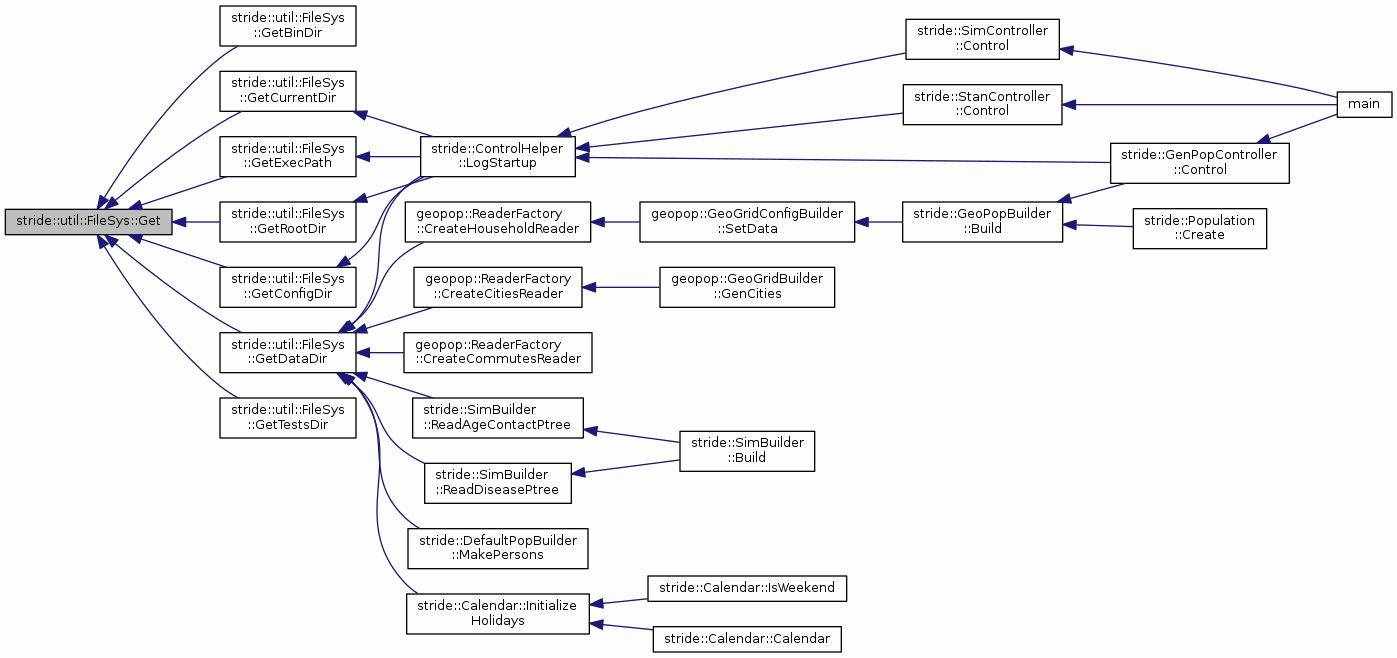 stride::util::FileSys::Get
stride::util::FileSys
::GetBinDir
stride::util::FileSys
::GetCurrentDir
stride::util::FileSys
::GetExecPath
stride::util::FileSys
::GetRootDir
stride::util::FileSys
::GetConfigDir
stride::util::FileSys
::GetDataDir
stride::util::FileSys
::GetTestsDir
stride::ControlHelper
::LogStartup
geopop::ReaderFactory
::CreateHouseholdReader
geopop::ReaderFactory
::CreateCitiesReader
geopop::ReaderFactory
::CreateCommutesReader
stride::SimBuilder
::ReadAgeContactPtree
stride::SimBuilder
::ReadDiseasePtree
stride::DefaultPopBuilder
::MakePersons
stride::Calendar::Initialize
Holidays
geopop::GeoGridConfigBuilder
::SetData
geopop::GeoGridBuilder
::GenCities
stride::SimBuilder
::Build
stride::Calendar::IsWeekend
stride::Calendar::Calendar
stride::SimController
::Control
stride::StanController
::Control
stride::GeoPopBuilder
::Build
stride::GenPopController
::Control
stride::Population
::Create
main